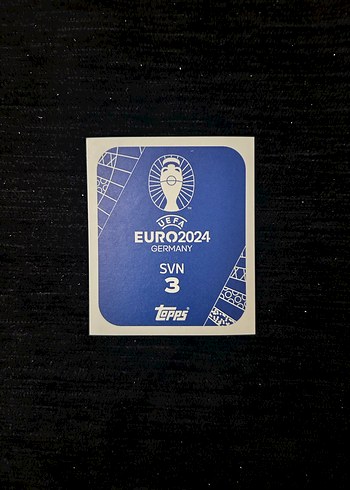 UEFA
EURO2024
GERMANY
SVN
3
Topps